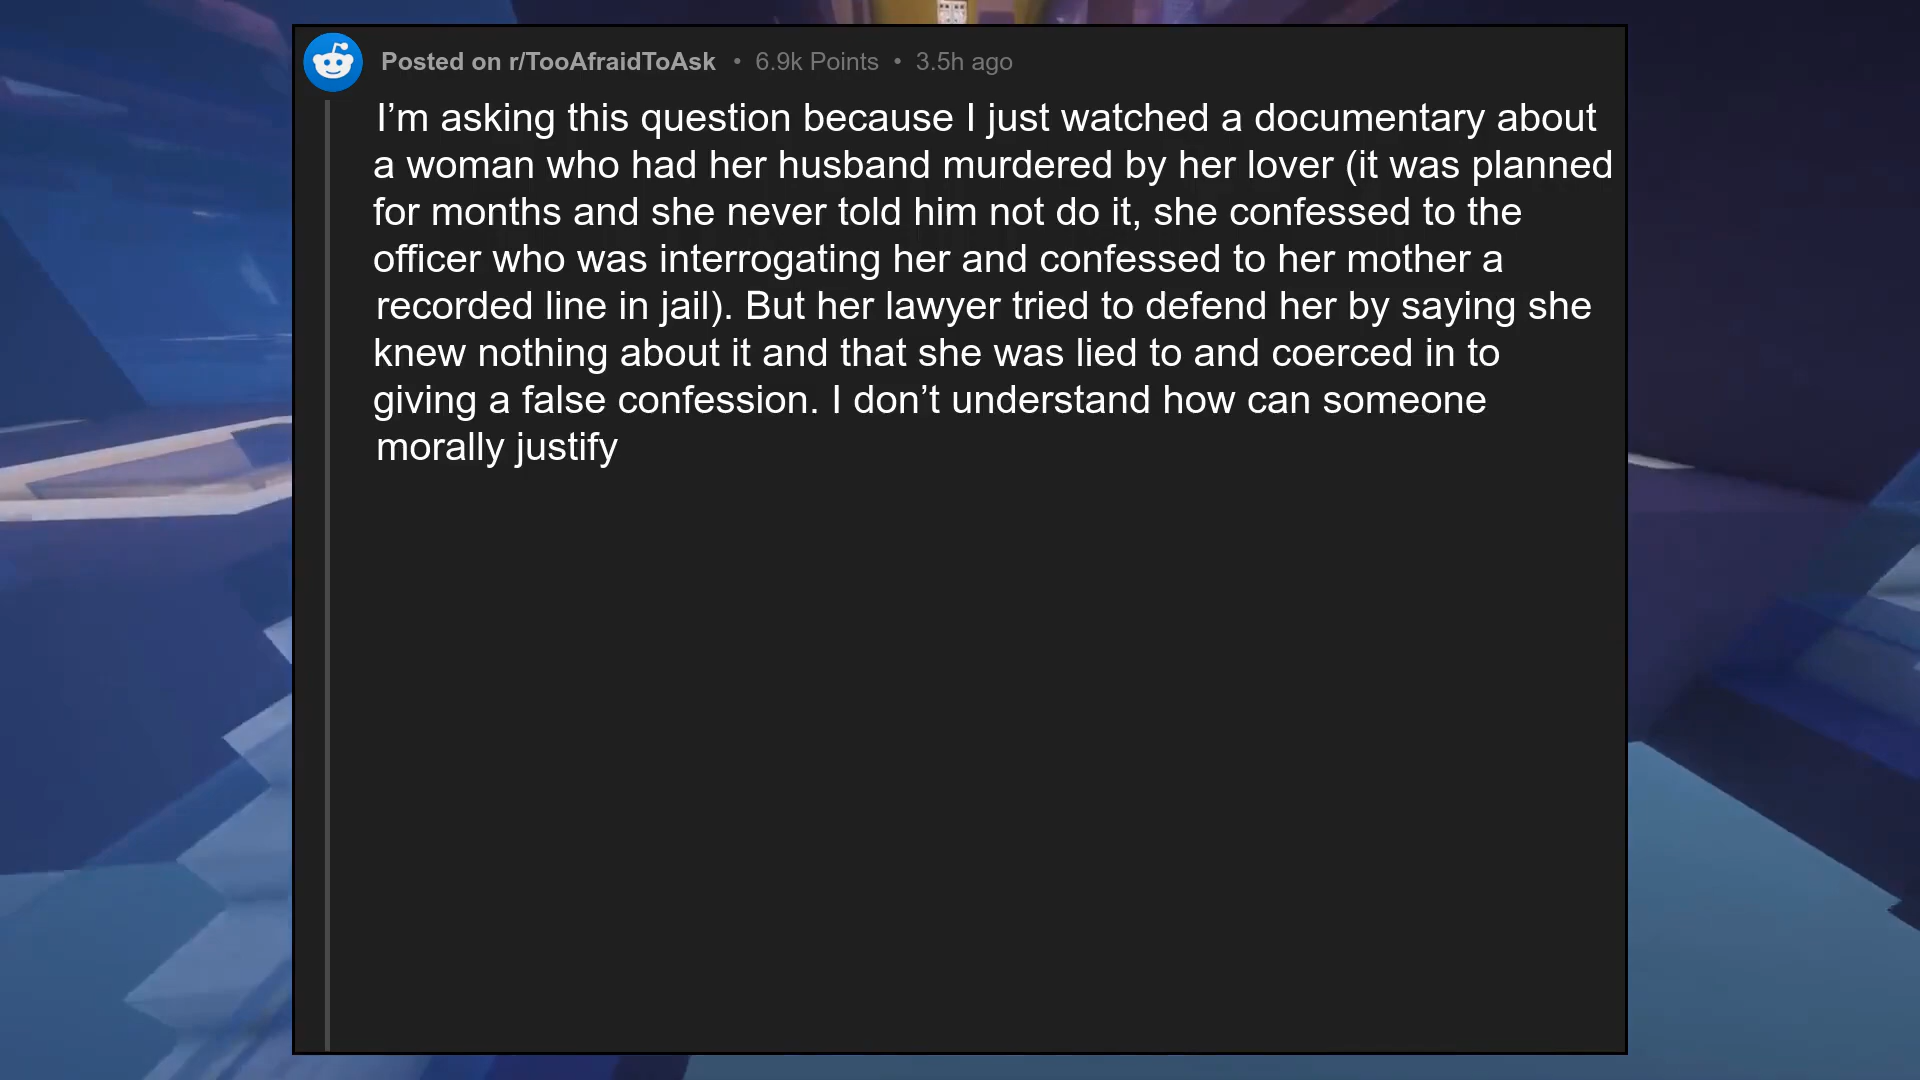 Posted on r/TooAfraidToAsk • 6.9k Points • 3.5h ago
I’m asking this question because I just watched a documentary about
a woman who had her husband murdered by her lover (it was planned
for months and she never told him not do it, she confessed to the
officer who was interrogating her and confessed to her mother a
recorded line in jail). But her lawyer tried to defend her by saying she
knew nothing about it and that she was lied to and coerced in to
giving a false confession. I don’t understand how can someone
morally justify